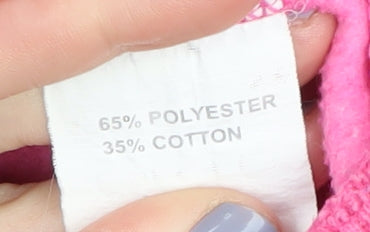 65% POLYESTER
35% COTTON